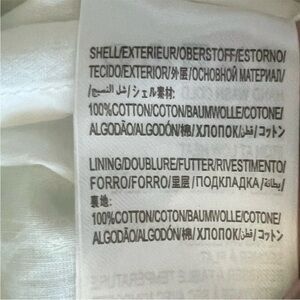 SHELL/EXTERIEUR/OBERSTOFF/ESTORNO/
TECIDO/EXTERIOR/外层/ОСНОВНОЙ МАТЕРИАЛ/
شل النسيج/シェル素材:
100%COTTON/COTON/BAUMWOLLE/COTONE/
ALGODÃO/ALGODÓN/棉/ХЛОПОК/قطن/コットン
LINING/DOUBLURE/FUTTER/RIVESTIMENTO/
FORRO/FORRO/里层/ПОДКЛАДКА/بطانة/
裏地:
100%COTTON/COTON/BAUMWOLLE/COTONE/
ALGODÃO/ALGODÓN/棉/ХЛОПОК/قطن/コットン